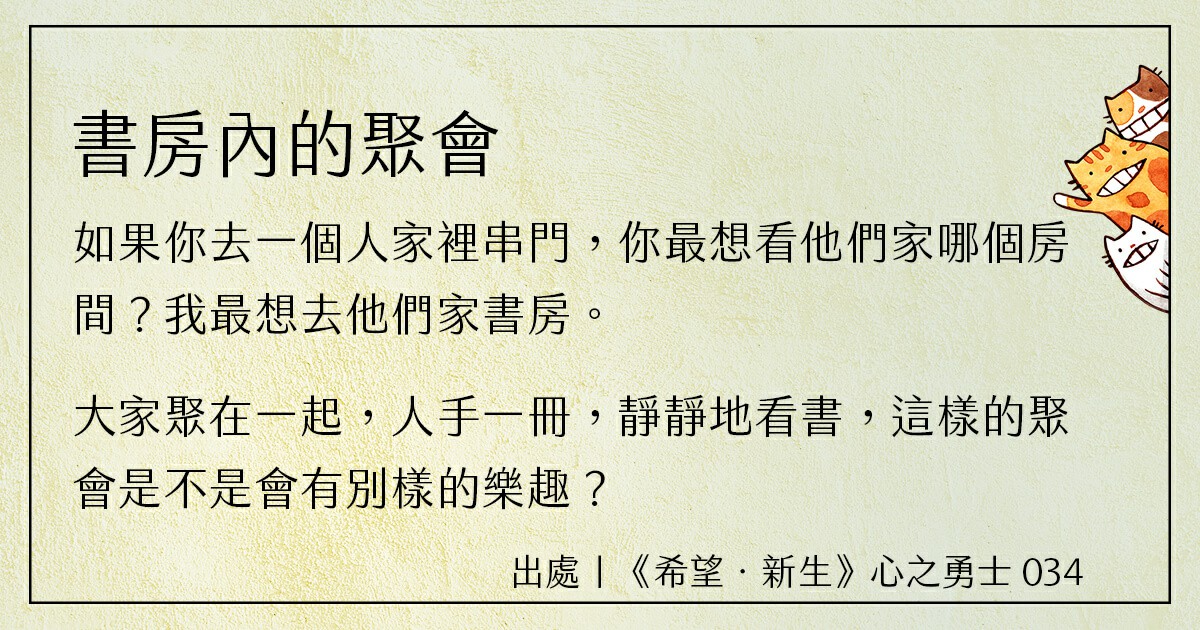 書房內的聚會
如果你去一個人家裡串門，你最想看他們家哪個房
間？我最想去他們家書房。
大家聚在一起，人手一冊，靜靜地看書，這樣的聚
會是不是會有別樣的樂趣？
出處｜《希望．新生》心之勇士 034